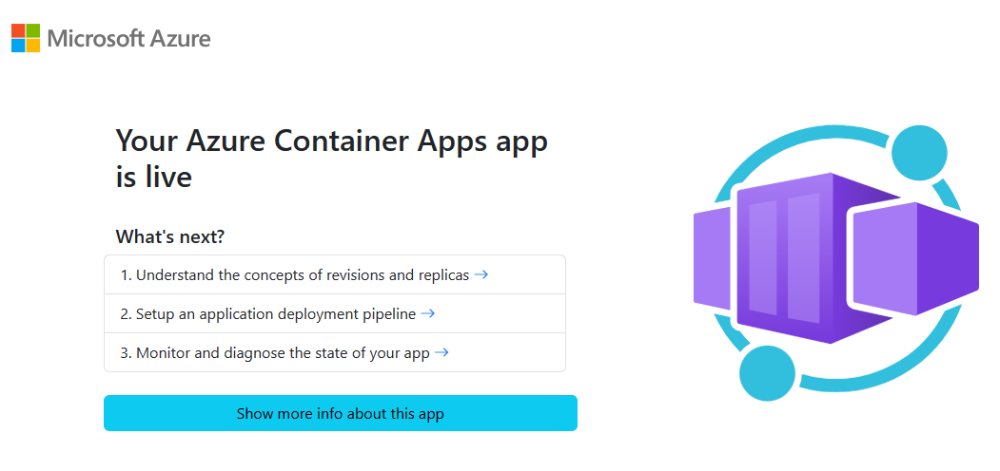 Microsoft Azure
Your Azure Container Apps app
is live
What's next?
1. Understand the concepts of revisions and replicas →
2. Setup an application deployment pipeline →
3. Monitor and diagnose the state of your app →
Show more info about this app